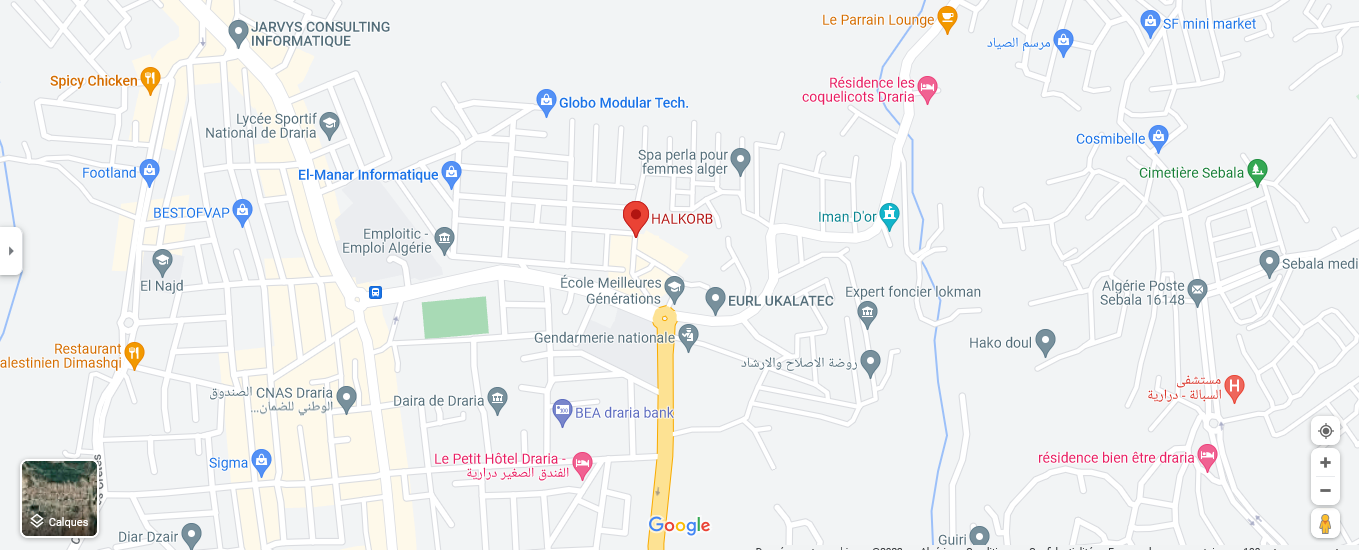 Le Parrain Lounge
SF mini market
JARVYS CONSULTING
INFORMATIQUE
مرسم الصياد
Spicy Chicken
Résidence les
coquelicots Draria
Globo Modular Tech.
Lycée Sportif
National de Draria
Cosmibelle
Spa perla pour
femmes alger
Footland
El-Manar Informatique
Cimetière Sebala
BESTOFVAP
HALKORB
Iman D'or
Emploitic -
Emploi Algérie
Sebala medi
El Najd
École Meilleures
Générations
EURL UKALATEC
Expert foncier lokman
Algérie Poste
Sebala 16148
Gendarmerie nationale
Hako doul
Restaurant
alestinien Dimashqi
روضة الاصلاح والارشاد
مستشفى
السبالة - درارية
CNAS Draria الصندوق
الوطني للضمان...
Daira de Draria
BEA draria bank
Sigma
Le Petit Hôtel Draria -
الفندق الصغير درارية
résidence bien être draria
Calques
Google
Diar Dzair
Guiri